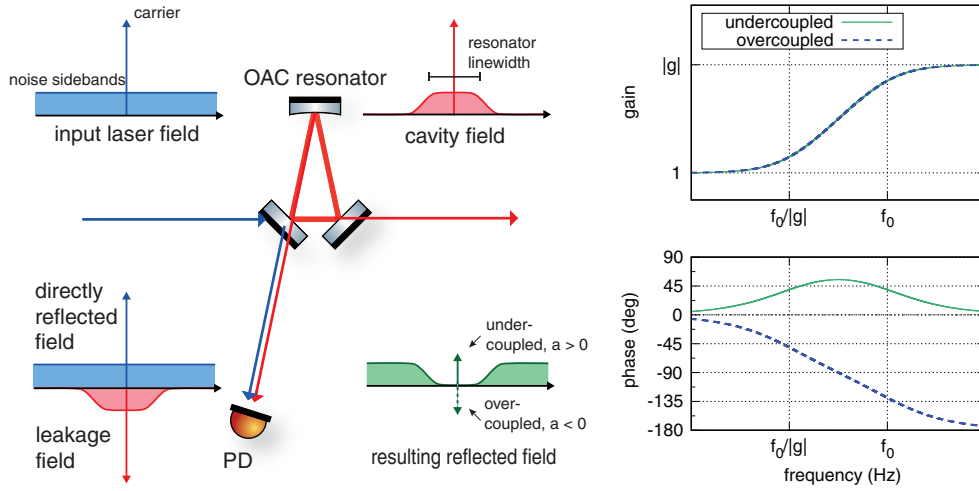 carrier
noise sidebands
input laser field
OAC resonator
resonator
linewidth
cavity field
directly
reflected
field
leakage
field
PD
under-
coupled, a > 0
over-
coupled, a < 0
resulting reflected field
undercoupled
overcoupled
|g|
gain
1
f₀/|g|
f₀
90
45
0
-45
-90
-135
-180
phase (deg)
f₀/|g|
f₀
frequency (Hz)